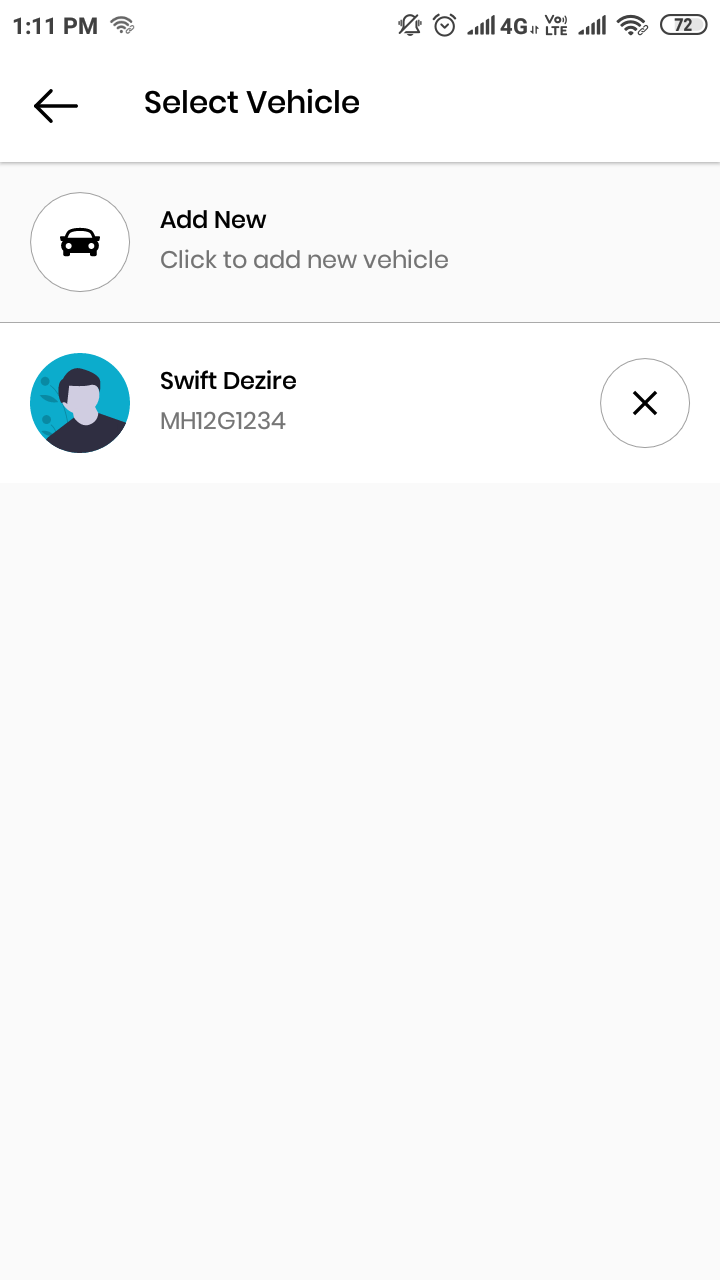 1:11 PM 4G Vo) LTE 72
Select Vehicle
Add New
Click to add new vehicle
Swift Dezire
MH12G1234